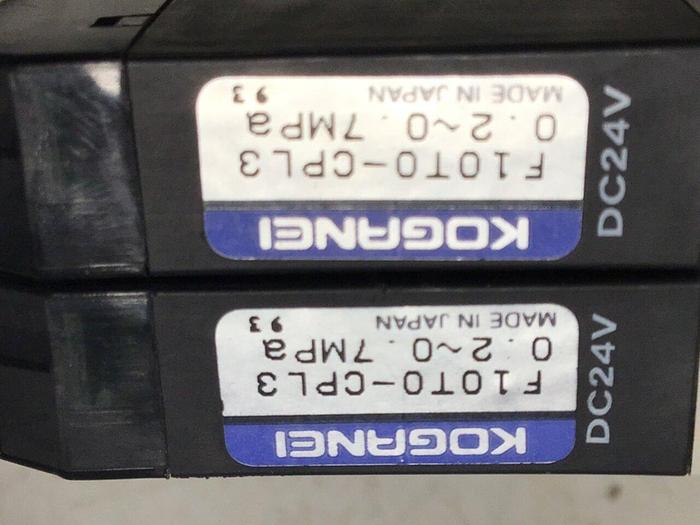 KOGANEI
F10T0-CPL3
0.2~0.7MPa
MADE IN JAPAN 93
DC24V
KOGANEI
F10T0-CPL3
0.2~0.7MPa
MADE IN JAPAN 93
DC24V